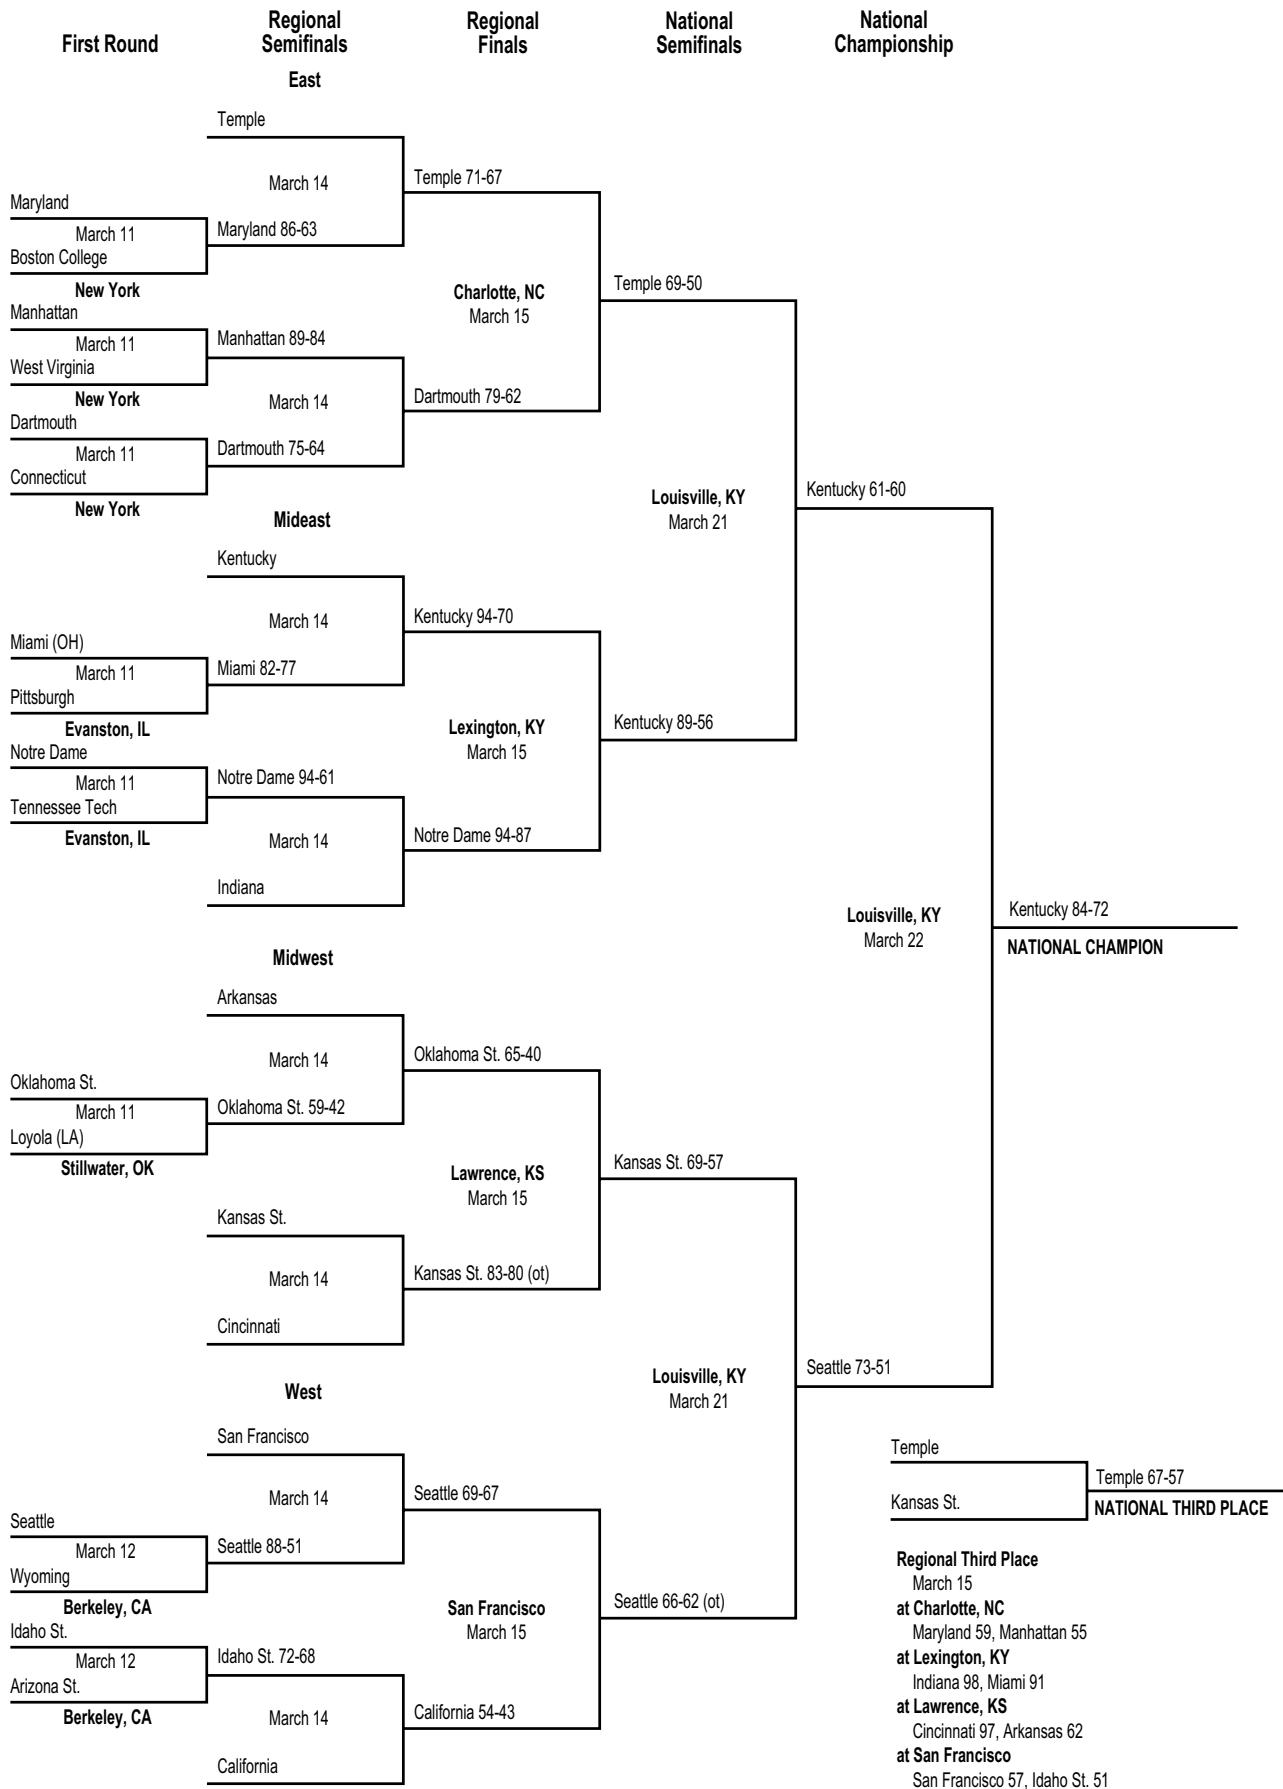 First Round
Regional
Semifinals
Regional
Finals
National
Semifinals
National
Championship
East
Temple
March 14
Temple 71-67
Maryland
March 11
Maryland 86-63
Boston College
New York
Charlotte, NC
March 15
Temple 69-50
Manhattan
March 11
Manhattan 89-84
West Virginia
New York
March 14
Dartmouth 79-62
Dartmouth
March 11
Dartmouth 75-64
Connecticut
New York
Louisville, KY
March 21
Kentucky 61-60
Mideast
Kentucky
March 14
Kentucky 94-70
Miami (OH)
March 11
Miami 82-77
Pittsburgh
Evanston, IL
Lexington, KY
March 15
Kentucky 89-56
Notre Dame
March 11
Notre Dame 94-61
Tennessee Tech
Evanston, IL
March 14
Notre Dame 94-87
Indiana
Louisville, KY
March 22
Kentucky 84-72
NATIONAL CHAMPION
Midwest
Arkansas
March 14
Oklahoma St. 65-40
Oklahoma St.
March 11
Oklahoma St. 59-42
Loyola (LA)
Stillwater, OK
Lawrence, KS
March 15
Kansas St. 69-57
Kansas St.
March 14
Kansas St. 83-80 (ot)
Cincinnati
Louisville, KY
March 21
Seattle 73-51
West
San Francisco
March 14
Seattle 69-67
Seattle
March 12
Seattle 88-51
Wyoming
Berkeley, CA
San Francisco
March 15
Seattle 66-62 (ot)
Idaho St.
March 12
Idaho St. 72-68
Arizona St.
Berkeley, CA
March 14
California 54-43
California
Temple
Temple 67-57
Kansas St.
NATIONAL THIRD PLACE
Regional Third Place
March 15
at Charlotte, NC
Maryland 59, Manhattan 55
at Lexington, KY
Indiana 98, Miami 91
at Lawrence, KS
Cincinnati 97, Arkansas 62
at San Francisco
San Francisco 57, Idaho St. 51